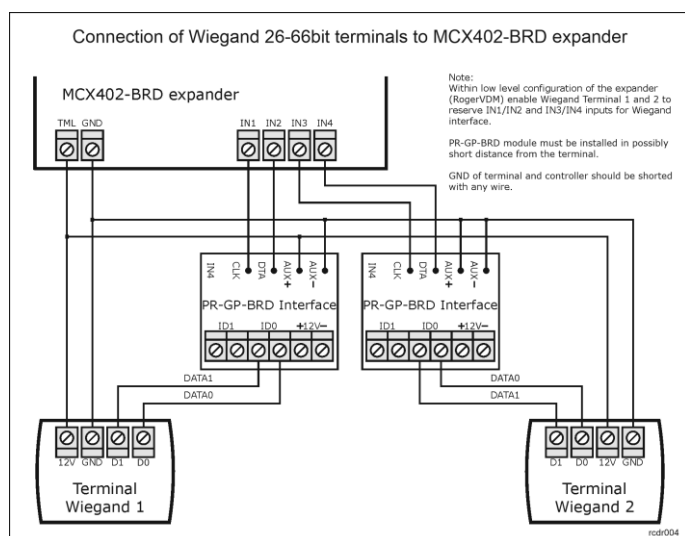 Connection of Wiegand 26-66bit terminals to MCX402-BRD expander
MCX402-BRD expander
TML GND
IN1 IN2 IN3 IN4
Note:
Within low level configuration of the expander
(RogerVDM) enable Wiegand Terminal 1 and 2 to
reserve IN1/IN2 and IN3/IN4 inputs for Wiegand
interface.
PR-GP-BRD module must be installed in possibly
short distance from the terminal.
GND of terminal and controller should be shorted
with any wire.
IN4 CLK DTA AUX+ AUX-
PR-GP-BRD Interface
ID1 ID0 +12V-
IN4 CLK DTA AUX+ AUX-
PR-GP-BRD Interface
ID1 ID0 +12V-
DATA1
DATA0
DATA0
DATA1
12V GND D1 D0
Terminal
Wiegand 1
D1 D0 12V GND
Terminal
Wiegand 2
rcdr004